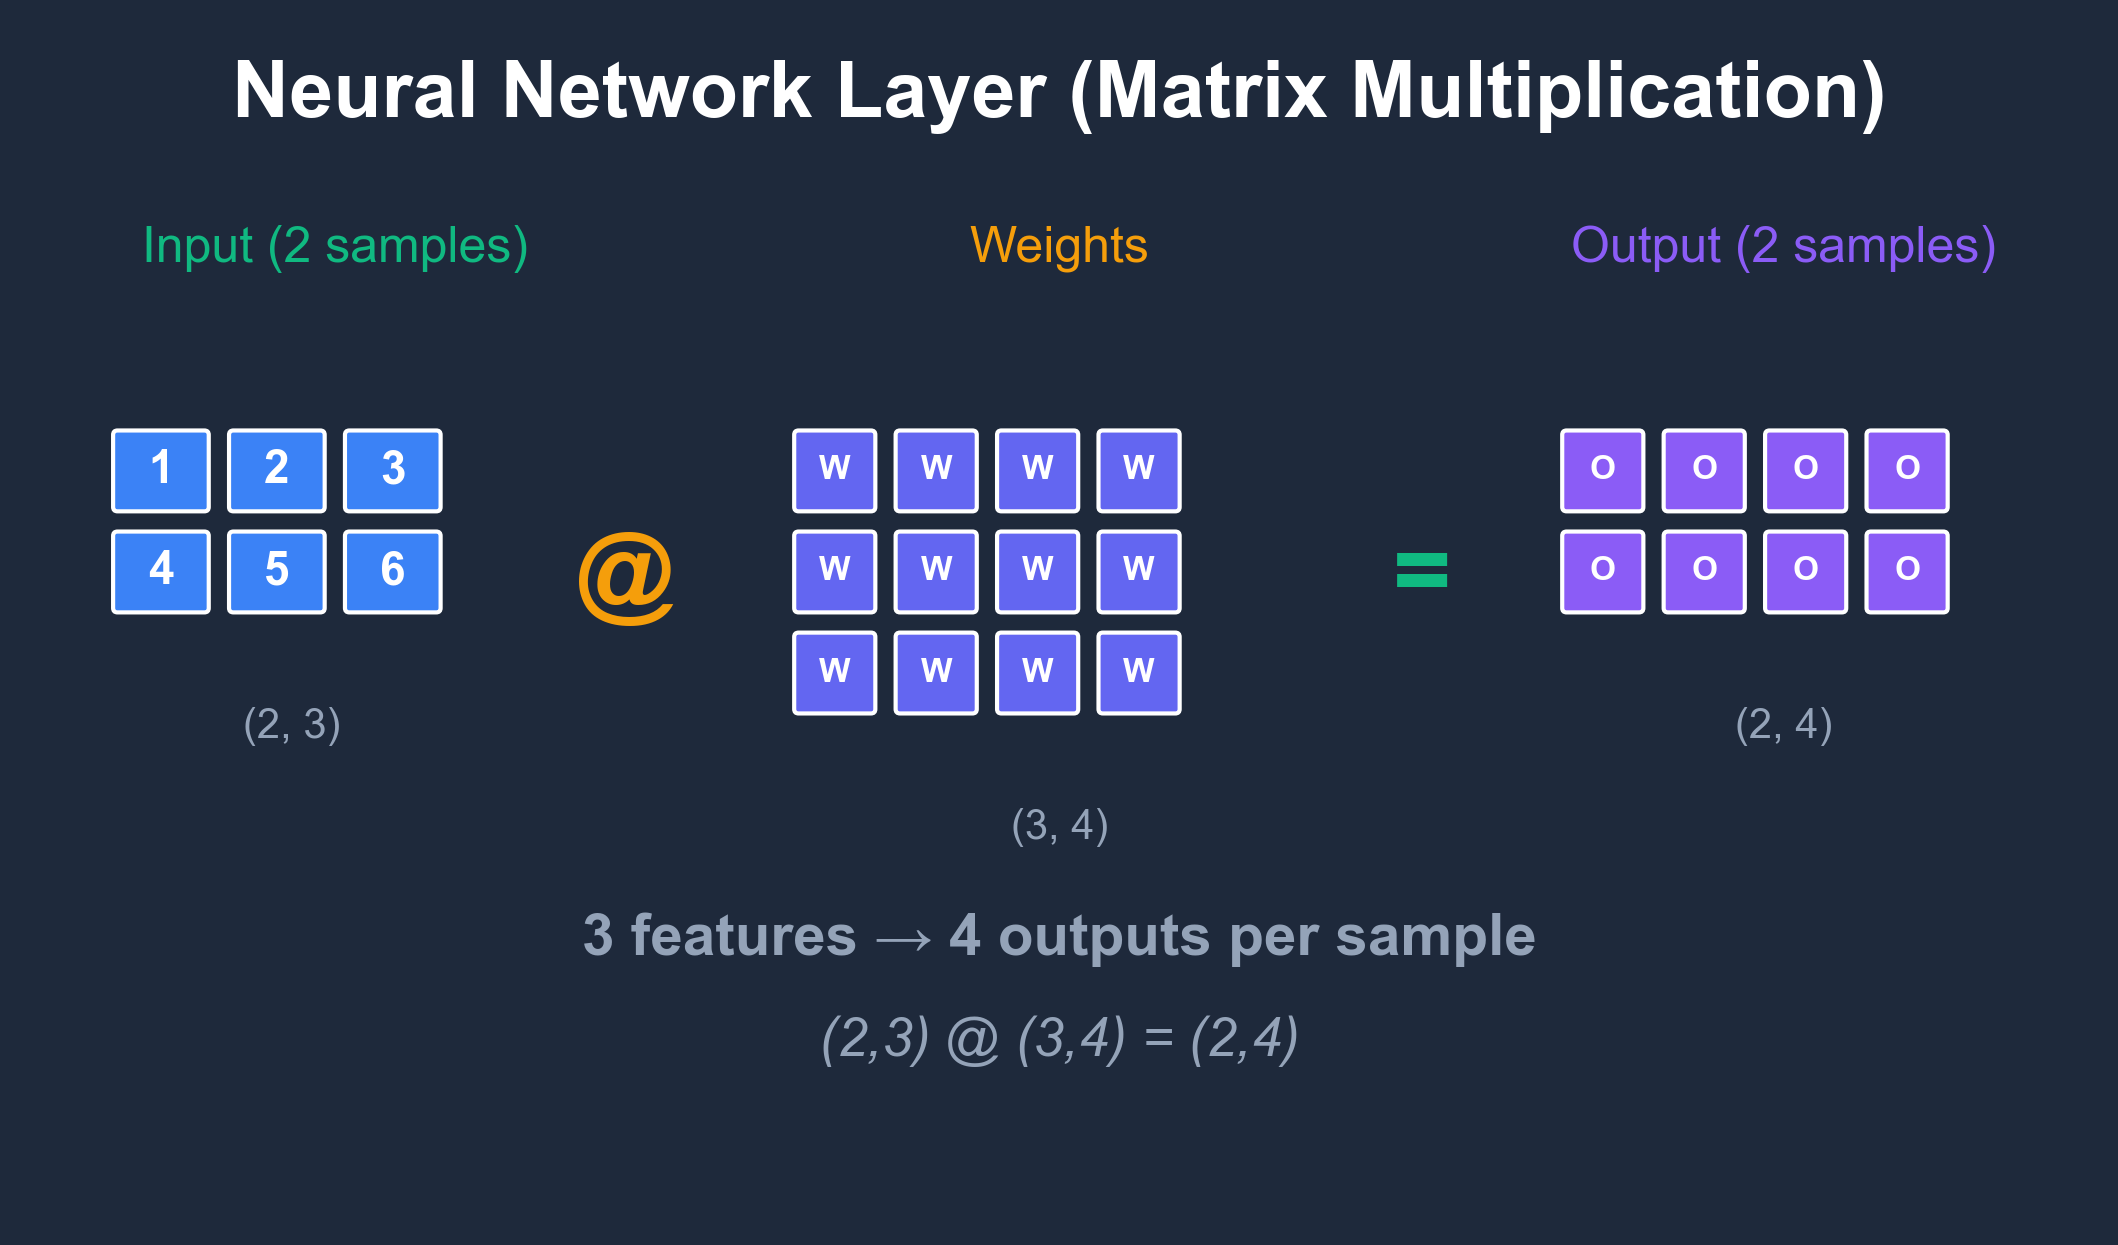 Neural Network Layer (Matrix Multiplication)
Input (2 samples)
Weights
Output (2 samples)
1 2 3
4 5 6
(2, 3)
@
W W W W
W W W W
W W W W
(3, 4)
=
O O O O
O O O O
(2, 4)
3 features → 4 outputs per sample
(2,3) @ (3,4) = (2,4)